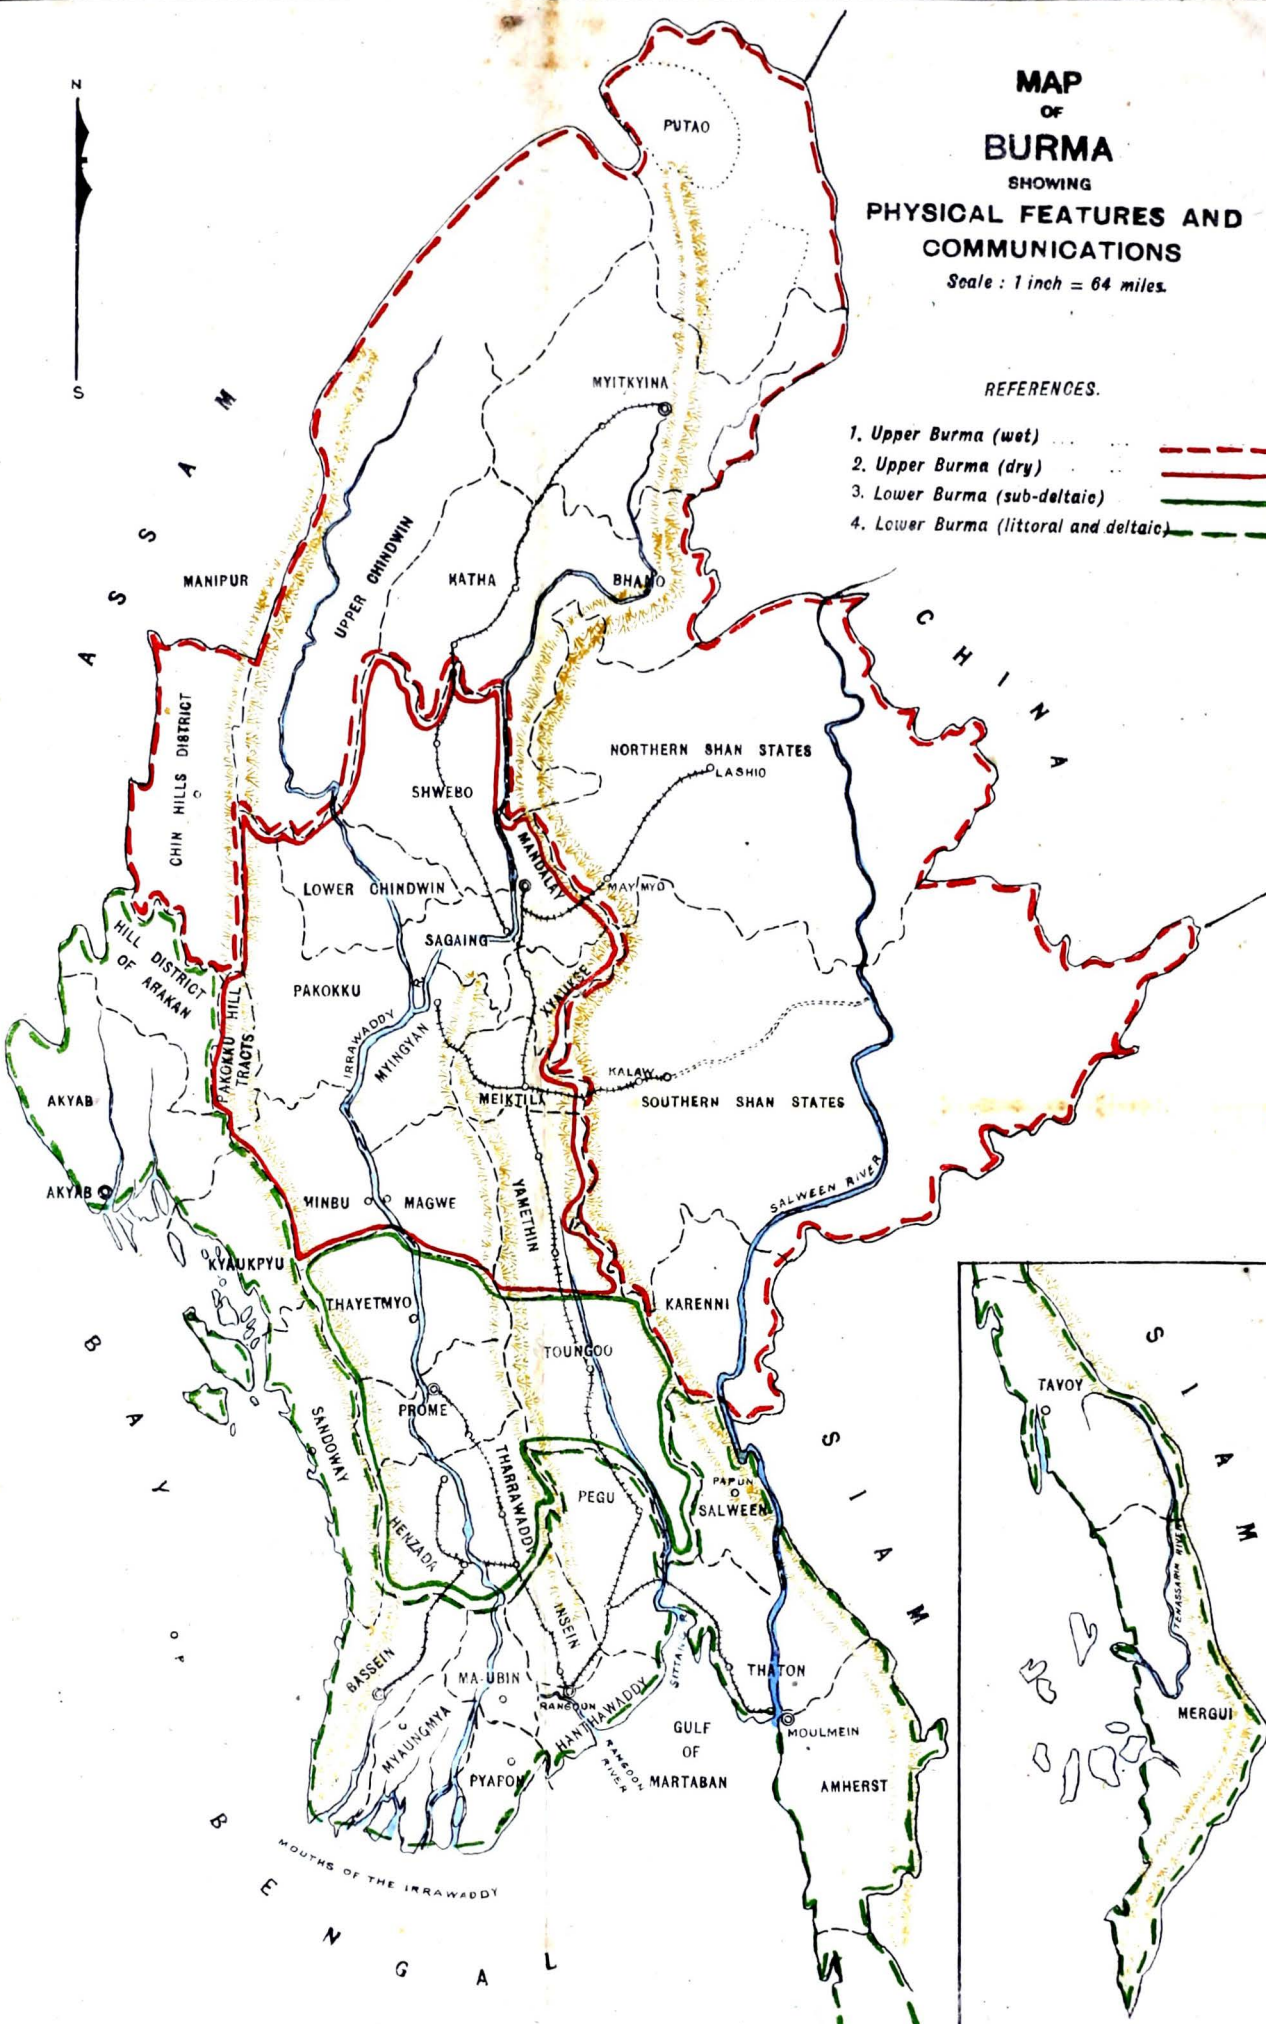 MAP
OF
BURMA
SHOWING
PHYSICAL FEATURES AND
COMMUNICATIONS
Scale : 1 inch = 64 miles.
REFERENCES.
1. Upper Burma (wet) ... ..
2. Upper Burma (dry) . ..
3. Lower Burma (sub-deltaic)
4. Lower Burma (littoral and deltaic)
N
S
PUTAO
MYITKYINA
ASSAM
MANIPUR
UPPER CHINDWIN
KATHA
BHAMO
CHINA
CHIN HILLS DISTRICT
NORTHERN SHAN STATES
LASHIO
SHWEBO
MANDALAY
LOWER CHINDWIN
MAYMYO
SAGAING
HILL DISTRICT
OF
ARAKAN
PAKOKKU
PAKOKKU HILL
TRACTS
KYAUKSE
IRRAWADDY
R
MYINGYAN
KALAW
MEIKTILA
SOUTHERN SHAN STATES
AKYAB
AKYAB
MINBU
MAGWE
YAMETHIN
SALWEEN RIVER
KYAUKPYU
THAYETMYO
KARENNI
TOUNGOO
PROME
SANDOWAY
THARRAWADDY
PEGU
PAPUN
SALWEEN
HENZADA
INSEIN
BASSEIN
MA-UBIN
THATON
SITTANG R
RANGOON
HANTHAWADDY
MYAUNGMYA
PYAPON
RANGOON
RIVER
GULF
OF
MARTABAN
MOULMEIN
AMHERST
MOUTHS OF THE IRRAWADDY
BAY
OF
BENGAL
SIAM
SIAM
TAVOY
TENASSARIM RIVER
MERGUI